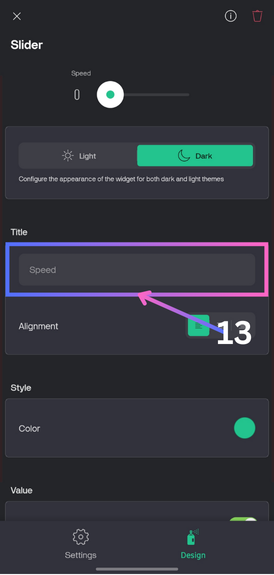 Slider
Speed
0
Light
Dark
Configure the appearance of the widget for both dark and light themes
Title
Speed
Alignment
13
Style
Color
Value
Settings
Design